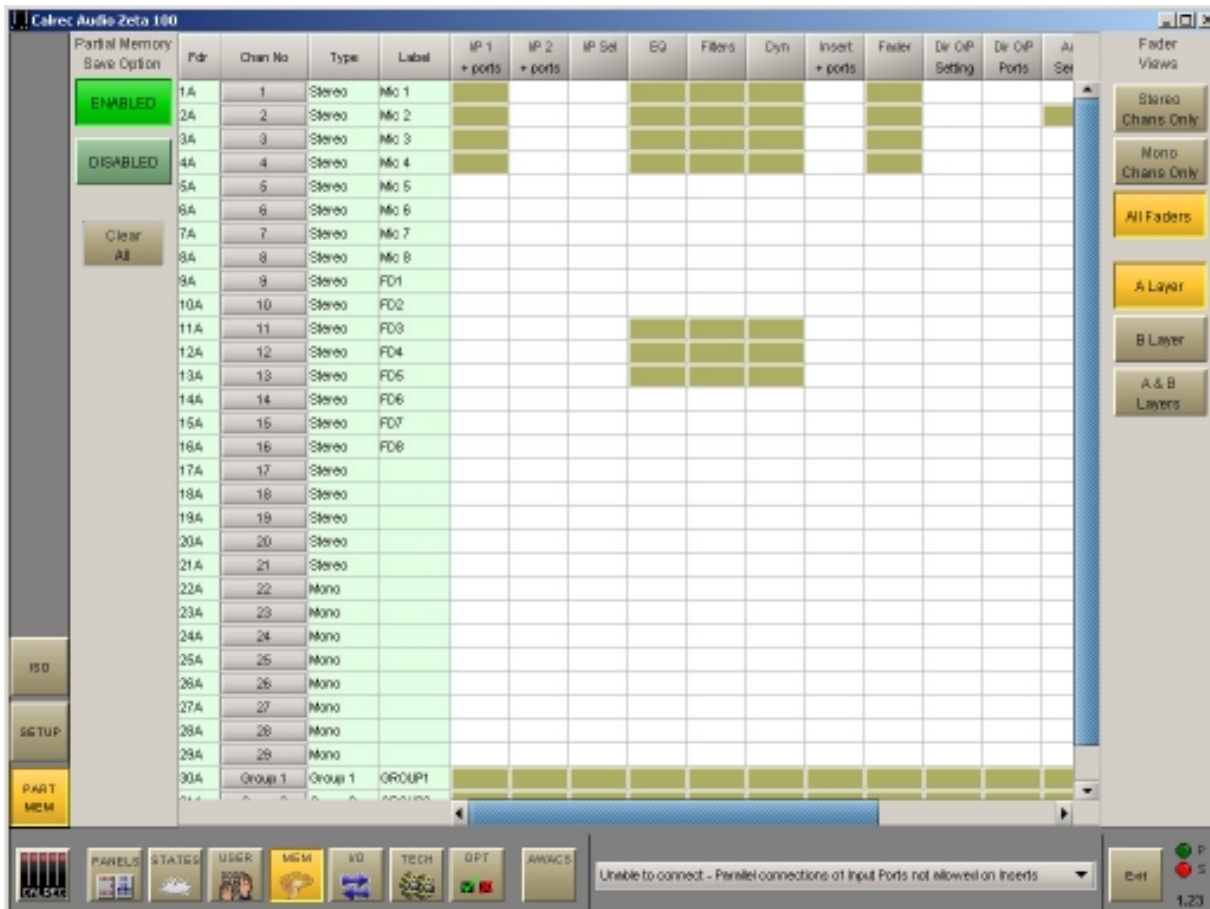 Calrec Audio Zeta 100
Partial Memory
Save Option
ENABLED
DISABLED
Clear
All
Fdr Chan No Type Label I/P 1 + ports I/P 2 + ports I/P Sel EQ Filters Dyn Insert + ports Fader Dir O/P Setting Dir O/P Ports
1A 1 Stereo Mic 1
2A 2 Stereo Mic 2
3A 3 Stereo Mic 3
4A 4 Stereo Mic 4
5A 5 Stereo Mic 5
6A 6 Stereo Mic 6
7A 7 Stereo Mic 7
8A 8 Stereo Mic 8
9A 9 Stereo FD1
10A 10 Stereo FD2
11A 11 Stereo FD3
12A 12 Stereo FD4
13A 13 Stereo FD5
14A 14 Stereo FD6
15A 15 Stereo FD7
16A 16 Stereo FD8
17A 17 Stereo
18A 18 Stereo
19A 19 Stereo
20A 20 Stereo
21A 21 Stereo
22A 22 Mono
23A 23 Mono
24A 24 Mono
25A 25 Mono
26A 26 Mono
27A 27 Mono
28A 28 Mono
29A 29 Mono
30A Group 1 Group 1 GROUP1
Fader
Views
Stereo
Chans Only
Mono
Chans Only
All Faders
A Layer
B Layer
A & B
Layers
ISO
SETUP
PART
MEM
CALREC
PANELS
STATES
USER
MEM
I/O
TECH
OPT
AWACS
Unable to connect - Parallel connections of Input Ports not allowed on Inserts
Exit
P
S
1.23